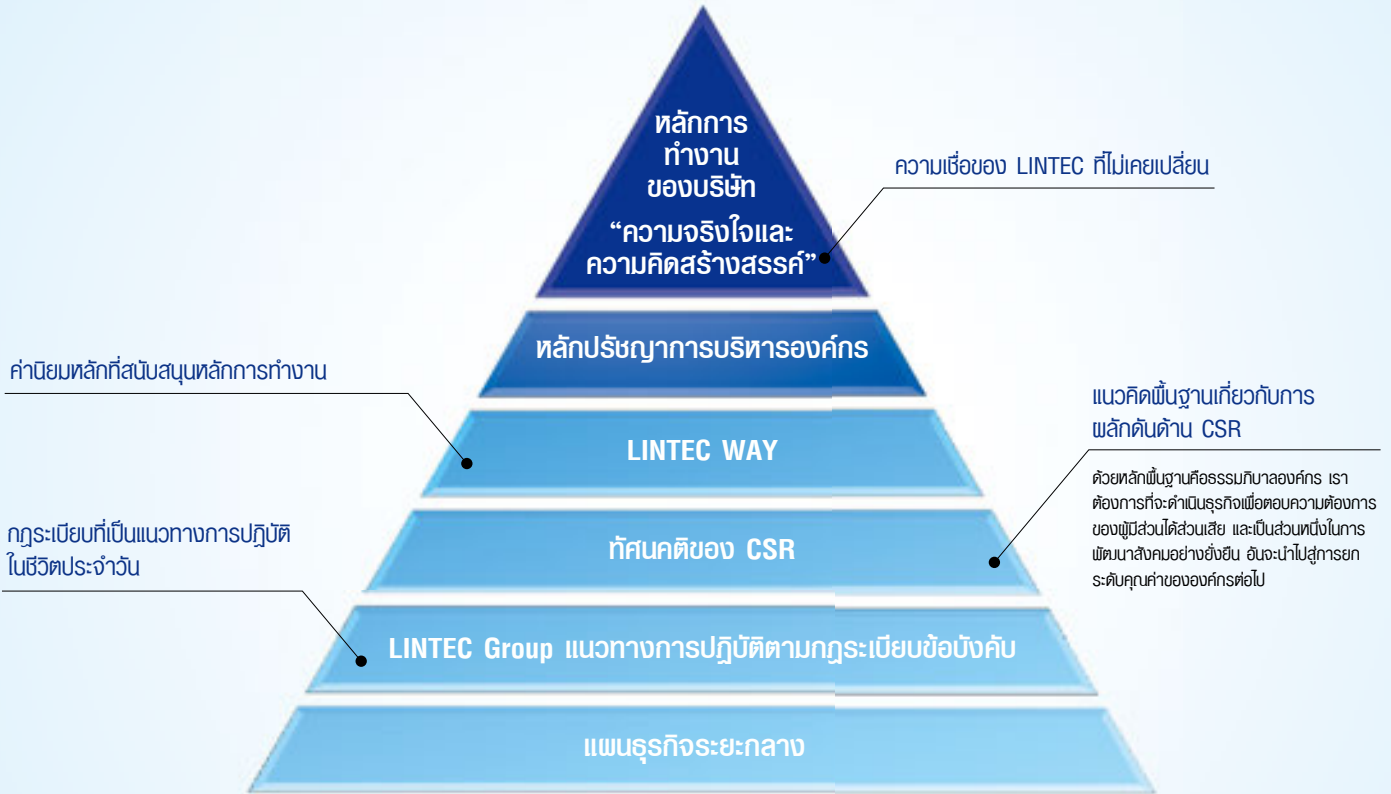 หลักการ
ทำงาน
ของบริษัท
“ความจริงใจและ
ความคิดสร้างสรรค์”
ความเชื่อของ LINTEC ที่ไม่เคยเปลี่ยน
หลักปรัชญาการบริหารองค์กร
ค่านิยมหลักที่สนับสนุนหลักการทำงาน
LINTEC WAY
แนวคิดพื้นฐานเกี่ยวกับการ
ผลักดันด้าน CSR
ด้วยหลักพื้นฐานคือธรรมภิบาลองค์กร เรา
ต้องการที่จะดำเนินธุรกิจเพื่อตอบความต้องการ
ของผู้มีส่วนได้ส่วนเสีย และเป็นส่วนหนึ่งในการ
พัฒนาสังคมอย่างยั่งยืน อันจะนำไปสู่การยก
ระดับคุณค่าขององค์กรต่อไป
ทัศนคติของ CSR
กฎระเบียบที่เป็นแนวทางการปฏิบัติ
ในชีวิตประจำวัน
LINTEC Group แนวทางการปฏิบัติตามกฎระเบียบข้อบังคับ
แผนธุรกิจระยะกลาง